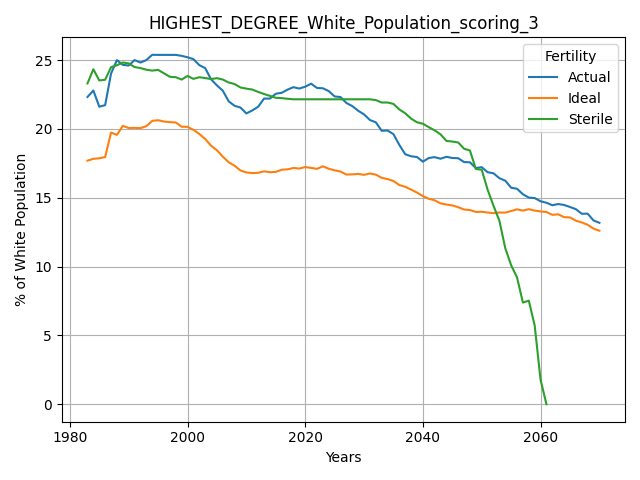 HIGHEST_DEGREE_White_Population_scoring_3
Fertility
Actual
Ideal
Sterile
% of White Population
25
20
15
10
5
0
1980
2000
2020
2040
2060
Years